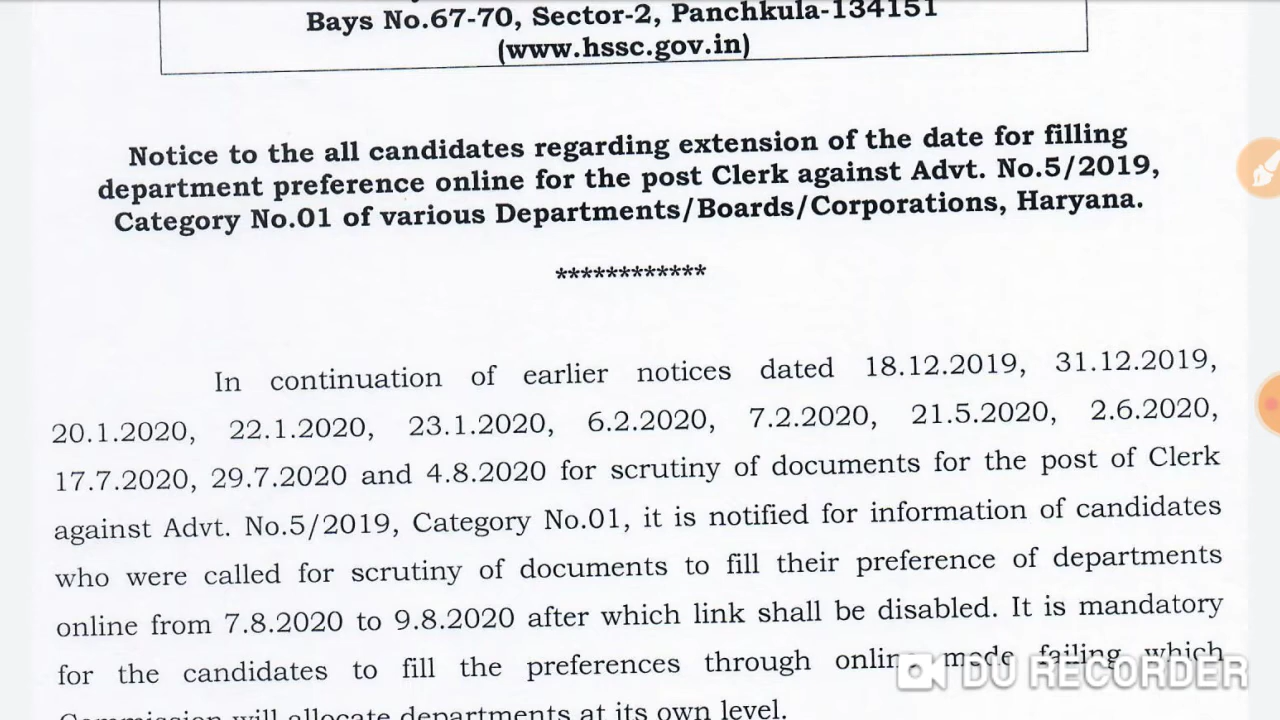 Bays No.67-70, Sector-2, Panchkula-134151
(www.hssc.gov.in)
Notice to the all candidates regarding extension of the date for filling
department preference online for the post Clerk against Advt. No.5/2019,
Category No.01 of various Departments/Boards/Corporations, Haryana.
************
In continuation of earlier notices dated 18.12.2019, 31.12.2019,
20.1.2020, 22.1.2020, 23.1.2020, 6.2.2020, 7.2.2020, 21.5.2020, 2.6.2020,
17.7.2020, 29.7.2020 and 4.8.2020 for scrutiny of documents for the post of Clerk
against Advt. No.5/2019, Category No.01, it is notified for information of candidates
who were called for scrutiny of documents to fill their preference of departments
online from 7.8.2020 to 9.8.2020 after which link shall be disabled. It is mandatory
for the candidates to fill the preferences through online mode failing which
Commission will allocate departments at its own level.
DU RECORDER